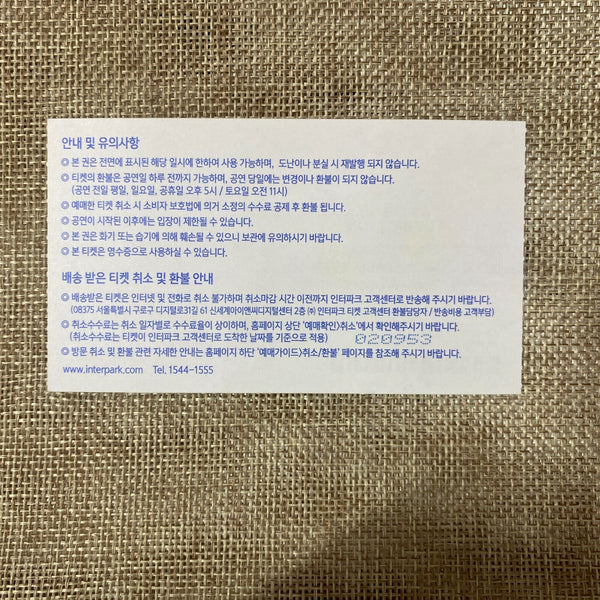 안내 및 유의사항
◎ 본 권은 전면에 표시된 해당 일시에 한하여 사용 가능하며, 도난이나 분실 시 재발행 되지 않습니다.
◎ 티켓의 환불은 공연일 하루 전까지 가능하며, 공연 당일에는 변경이나 환불이 되지 않습니다.
(공연 전일 평일, 일요일, 공휴일 오후 5시 / 토요일 오전 11시)
◎ 예매한 티켓 취소 시 소비자 보호법에 의거 소정의 수수료 공제 후 환불 됩니다.
◎ 공연이 시작된 이후에는 입장이 제한될 수 있습니다.
◎ 본 권은 화기 또는 습기에 의해 훼손될 수 있으니 보관에 유의하시기 바랍니다.
◎ 본 티켓은 영수증으로 사용하실 수 있습니다.
배송 받은 티켓 취소 및 환불 안내
◎ 배송받은 티켓은 인터넷 및 전화로 취소 불가하며 취소마감 시간 이전까지 인터파크 고객센터로 반송해 주시기 바랍니다.
(08375 서울특별시 구로구 디지털로31길 61 신세계아이앤씨디지털센터 2층 ㈜ 인터파크 티켓 고객센터 환불담당자 / 반송비용 고객부담)
◎ 취소수수료는 취소 일자별로 수수료율이 상이하며, 홈페이지 상단 '예매확인/취소'에서 확인해주시기 바랍니다.
(취소수수료는 티켓이 인터파크 고객센터로 도착한 날짜를 기준으로 적용) 020953
◎ 방문 취소 및 환불 관련 자세한 안내는 홈페이지 하단 '예매가이드/취소/환불' 페이지를 참조해 주시기 바랍니다.
www.interpark.com Tel. 1544-1555